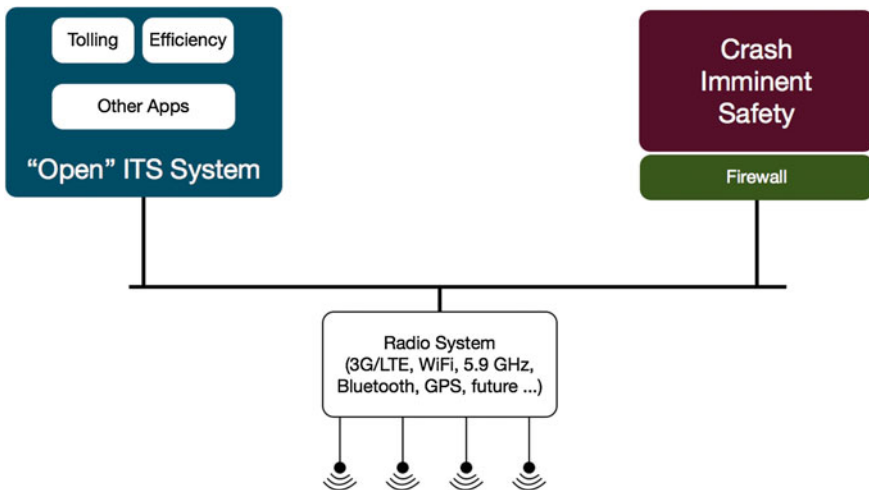 Tolling
Efficiency
Other Apps
“Open” ITS System
Crash
Imminent
Safety
Firewall
Radio System
(3G/LTE, WiFi, 5.9 GHz,
Bluetooth, GPS, future ...)